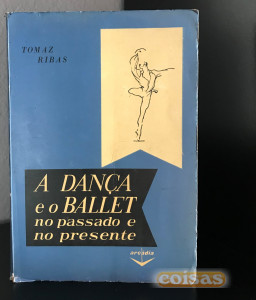 TOMAZ
RIBAS
A DANÇA
e o BALLET
no passado e
no presente
arcádia
coisas